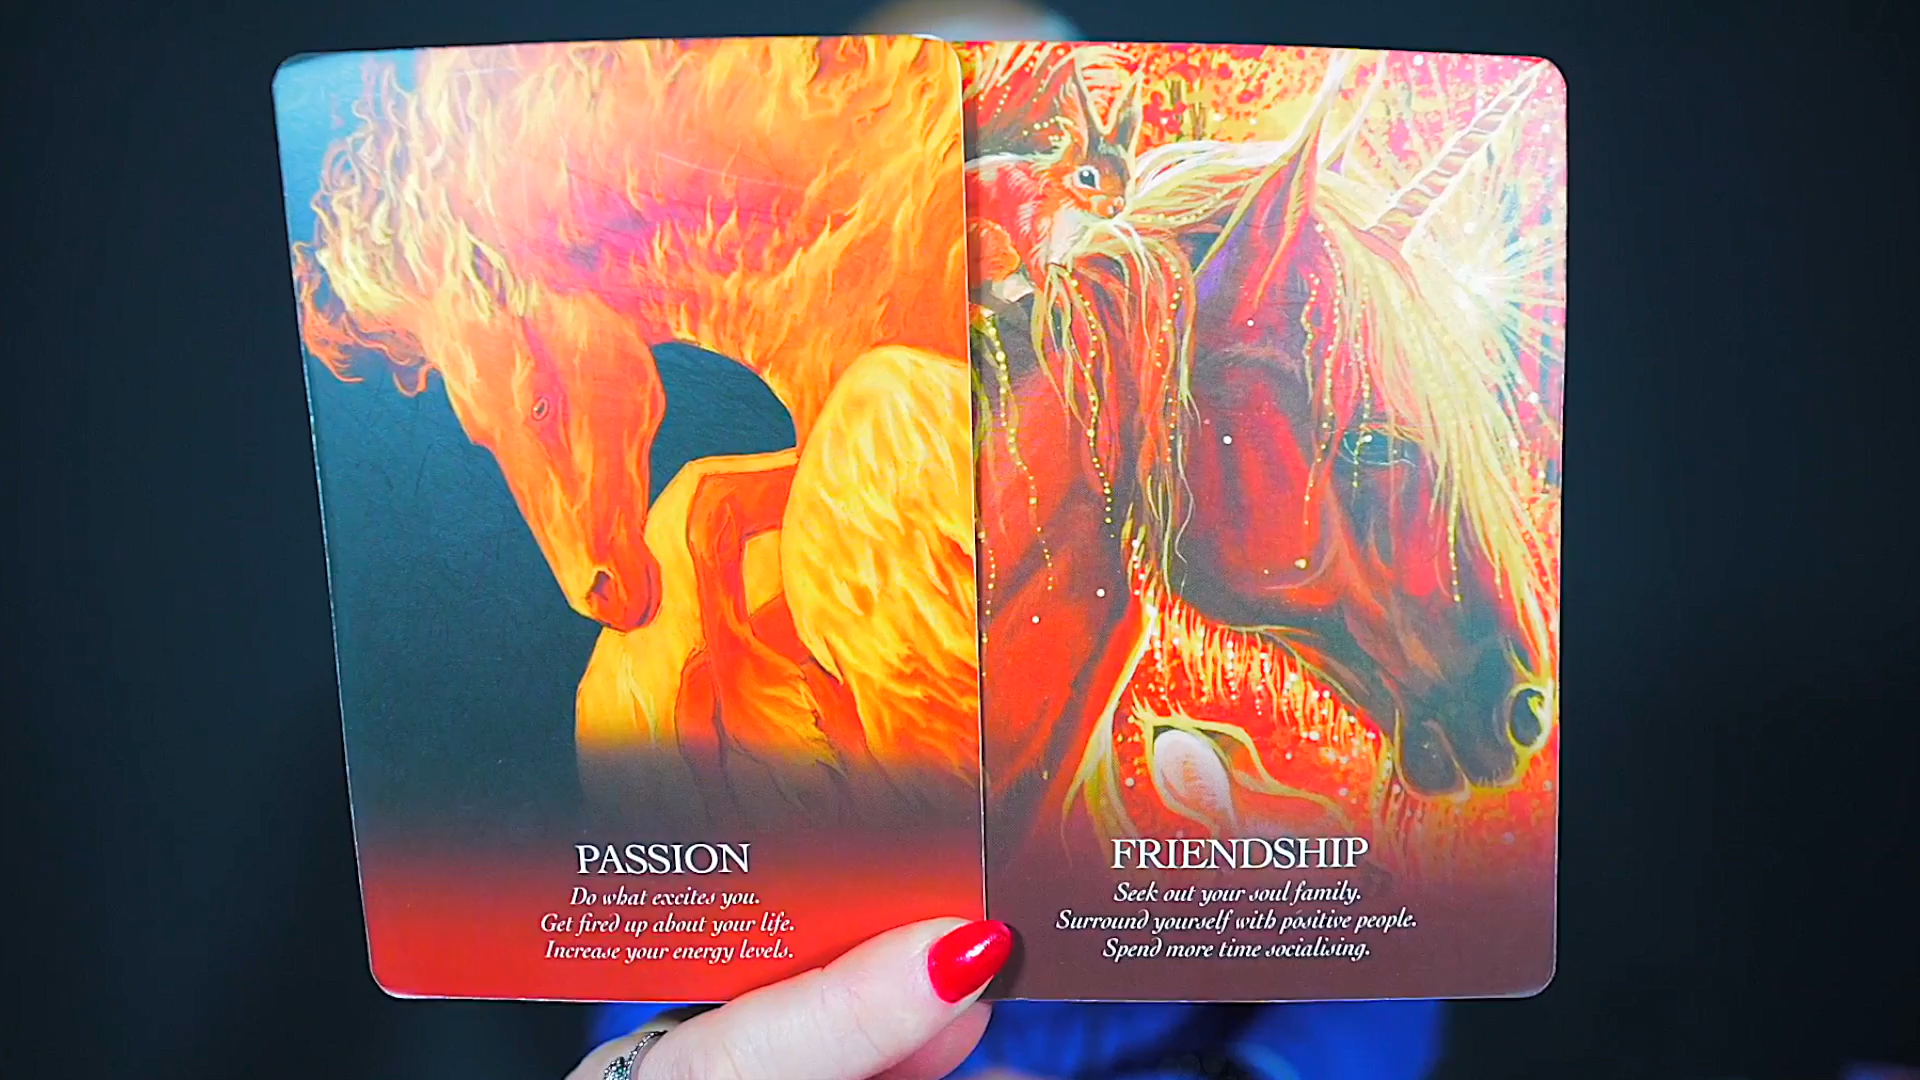 PASSION
Do what excites you.
Get fired up about your life.
Increase your energy levels.
FRIENDSHIP
Seek out your soul family.
Surround yourself with positive people.
Spend more time socialising.